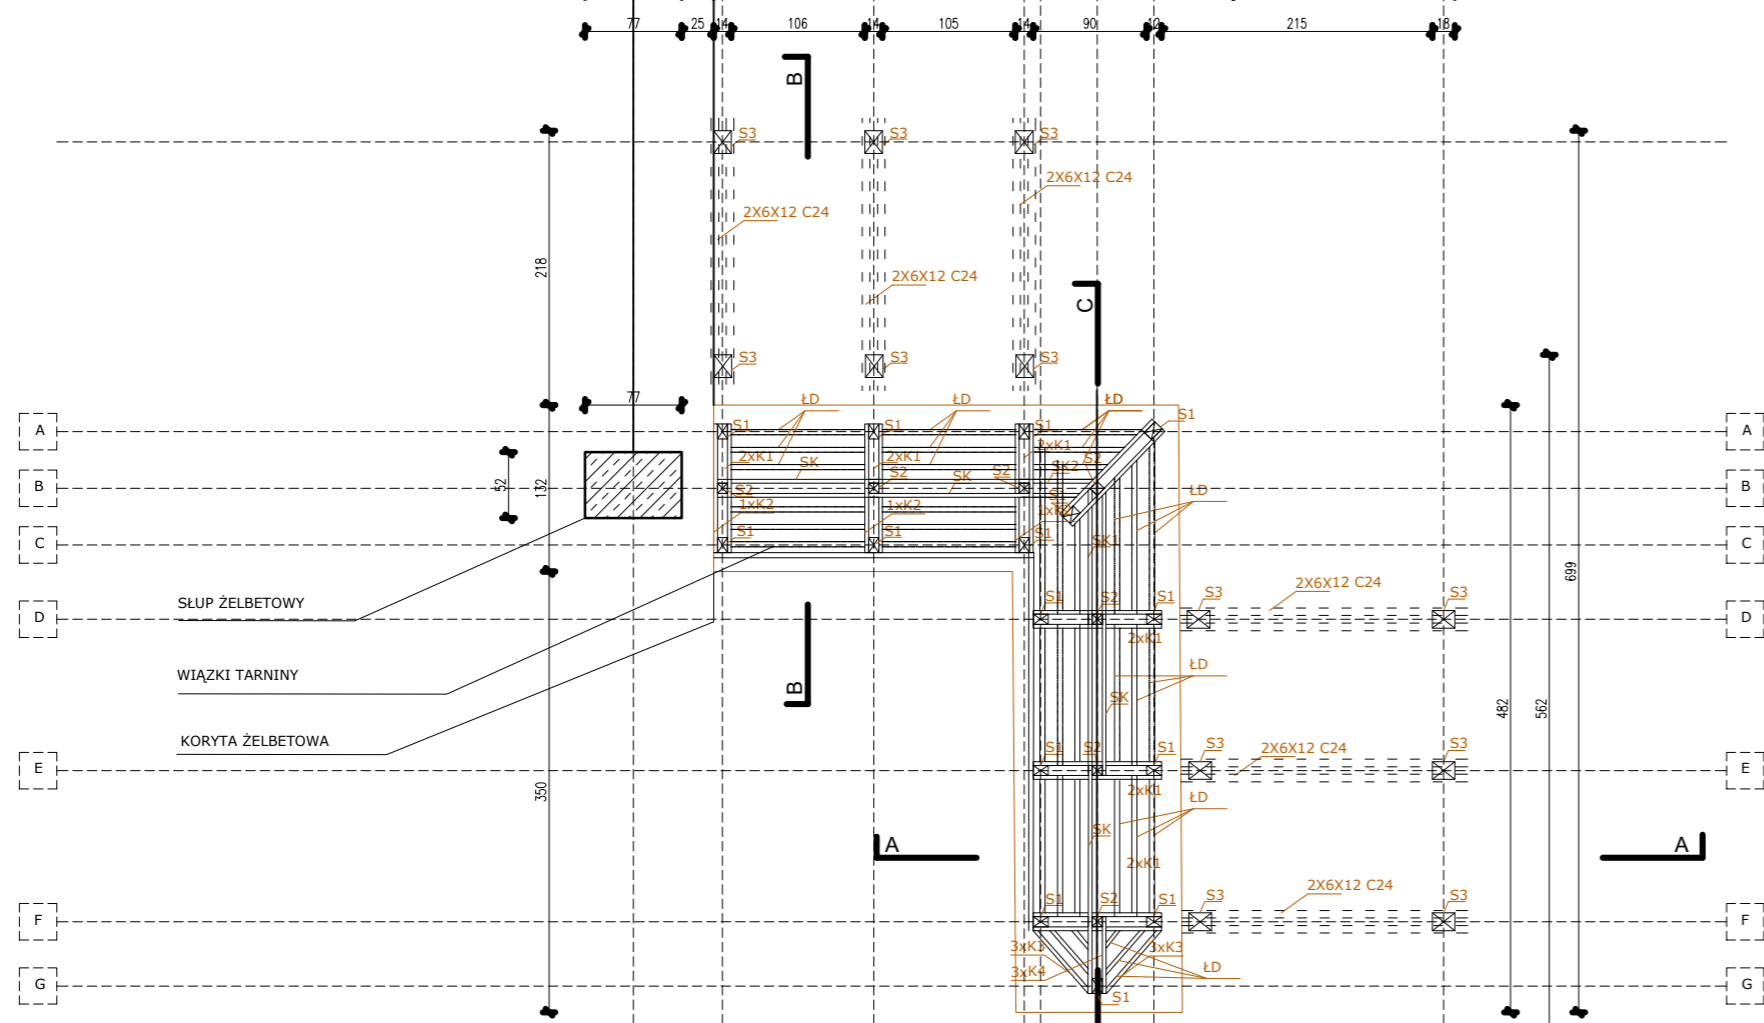 77 25 14 106 14 105 14 90 12 215 18
B
S3 S3 S3
2X6X12 C24
2X6X12 C24
218
2X6X12 C24
C
S3 S3 S3
77 ŁD ŁD ŁD
A S1 S1 S1 S1 A
2xK1 2xK1 2xK1
SK SK SK2 S2
B 52 132 S2 S2 S2 B
1xK2 1xK2 S1
ŁD
C S1 S1 S1 C
SK1
699
2X6X12 C24
SŁUP ŻELBETOWY
S1 S2 S1 S3 S3
D D
2xK1
ŁD
WIĄZKI TARNINY
B
SK
482 562
KORYTA ŻELBETOWA
S1 S2 S1 S3 2X6X12 C24 S3
E E
350
2xK1
ŁD
SK
A A
2xK1
2X6X12 C24
S1 S2 S1 S3 S3
F F
3xK3 3xK3
3xK4 ŁD
G G
S1